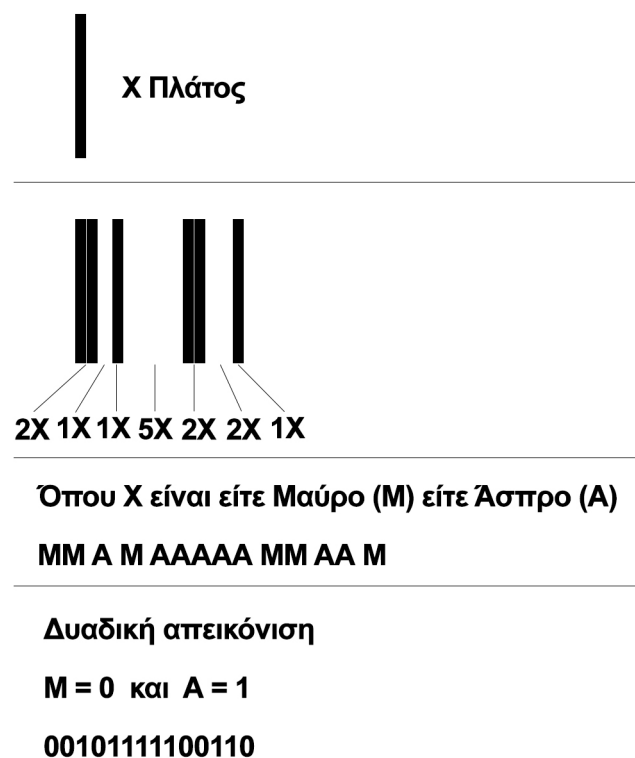 Χ Πλάτος
2X 1X 1X 5X 2X 2X 1X
Όπου Χ είναι είτε Μαύρο (Μ) είτε Άσπρο (Α)
ΜΜ Α Μ ΑΑΑΑΑ ΜΜ ΑΑ Μ
Δυαδική απεικόνιση
Μ = 0 και Α = 1
00101111100110